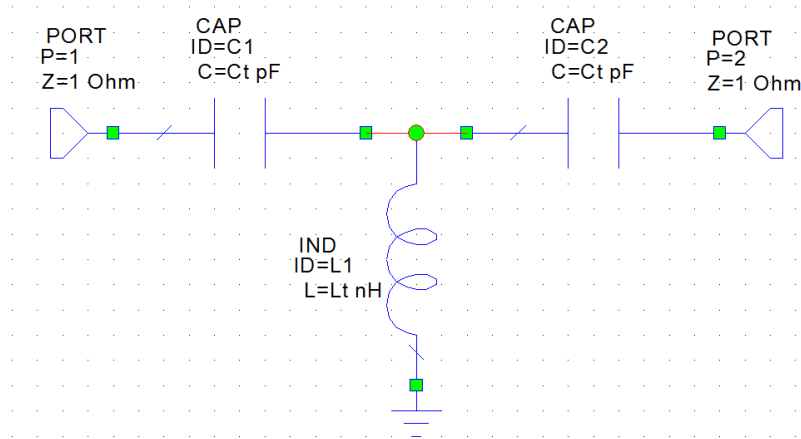 PORT
P=1
Z=1 Ohm
CAP
ID=C1
C=Ct pF
CAP
ID=C2
C=Ct pF
PORT
P=2
Z=1 Ohm
IND
ID=L1
L=Lt nH